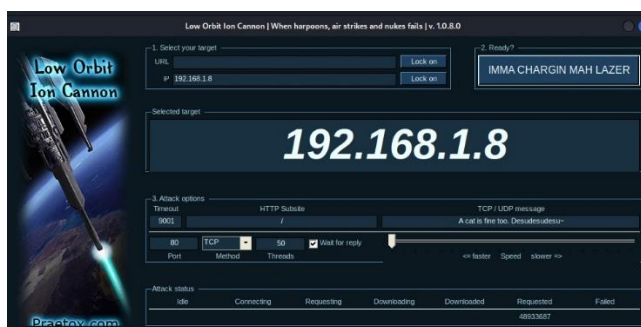 Low Orbit Ion Cannon | When harpoons, air strikes and nukes fails | v. 1.0.8.0
Low Orbit
Ion Cannon
Praetox.com
1. Select your target
URL
Lock on
IP 192.168.1.8
Lock on
2. Ready?
IMMA CHARGIN MAH LAZER
Selected target
192.168.1.8
3. Attack options
Timeout HTTP Subsite TCP / UDP message
9001 / A cat is fine too. Desudesudesu~
80 TCP 50 Wait for reply
Port Method Threads <= faster Speed slower =>
Attack status
Idle Connecting Requesting Downloading Downloaded Requested Failed
48933687